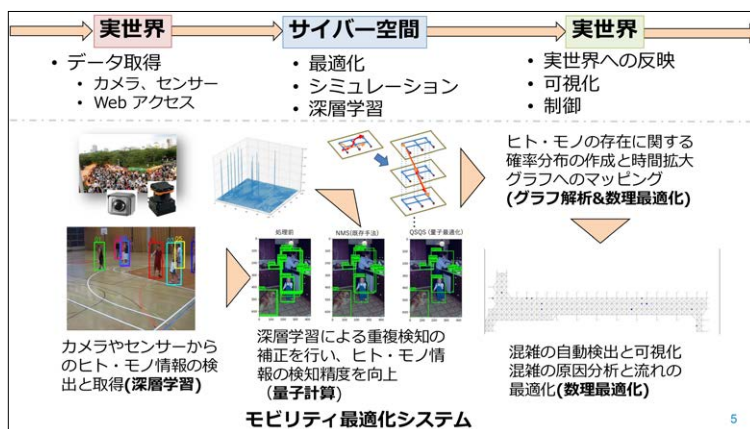 実世界
サイバー空間
実世界
• データ取得
• カメラ、センサー
• Web アクセス
• 最適化
• シミュレーション
• 深層学習
• 実世界への反映
• 可視化
• 制御
ヒト・モノの存在に関する
確率分布の作成と時間拡大
グラフへのマッピング
(グラフ解析&数理最適化)
処理前
NMS(既存手法)
QSQS (量子最適化)
カメラやセンサーから
のヒト・モノ情報の検
出と取得(深層学習)
深層学習による重複検知の
補正を行い、ヒト・モノ情
報の検知精度を向上
(量子計算)
混雑の自動検出と可視化
混雑の原因分析と流れの
最適化(数理最適化)
モビリティ最適化システム
5